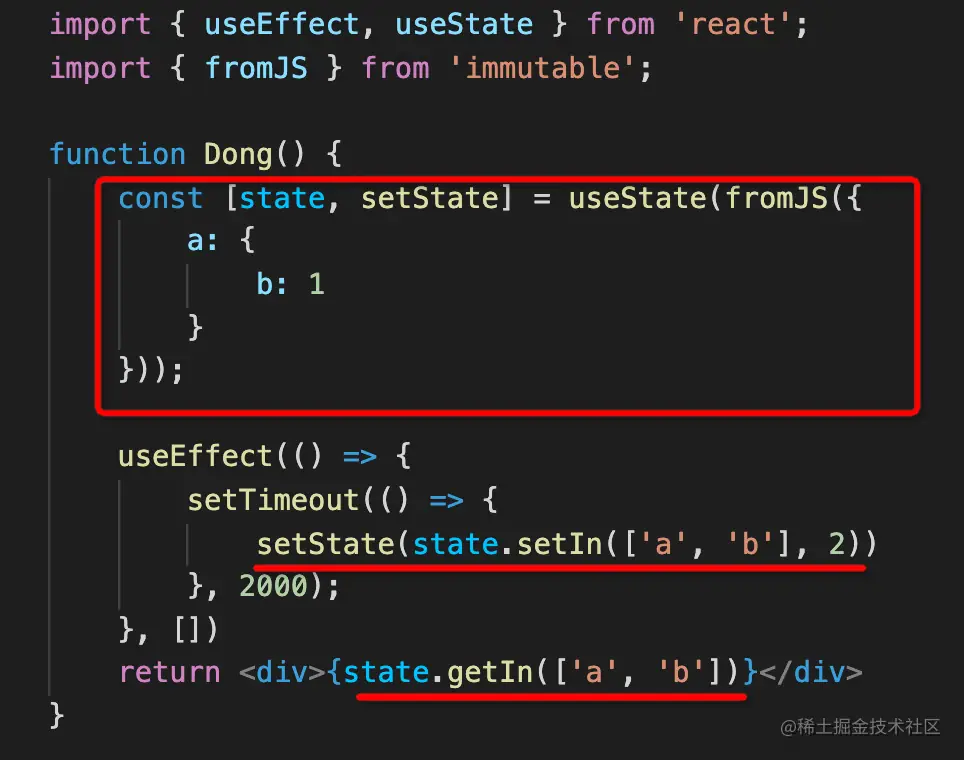 import { useEffect, useState } from 'react';
import { fromJS } from 'immutable';

function Dong() {
    const [state, setState] = useState(fromJS({
        a: {
            b: 1
        }
    }));

    useEffect(() => {
        setTimeout(() => {
            setState(state.setIn(['a', 'b'], 2))
        }, 2000);
    }, [])
    return <div>{state.getIn(['a', 'b'])}</div>
}
@稀土掘金技术社区